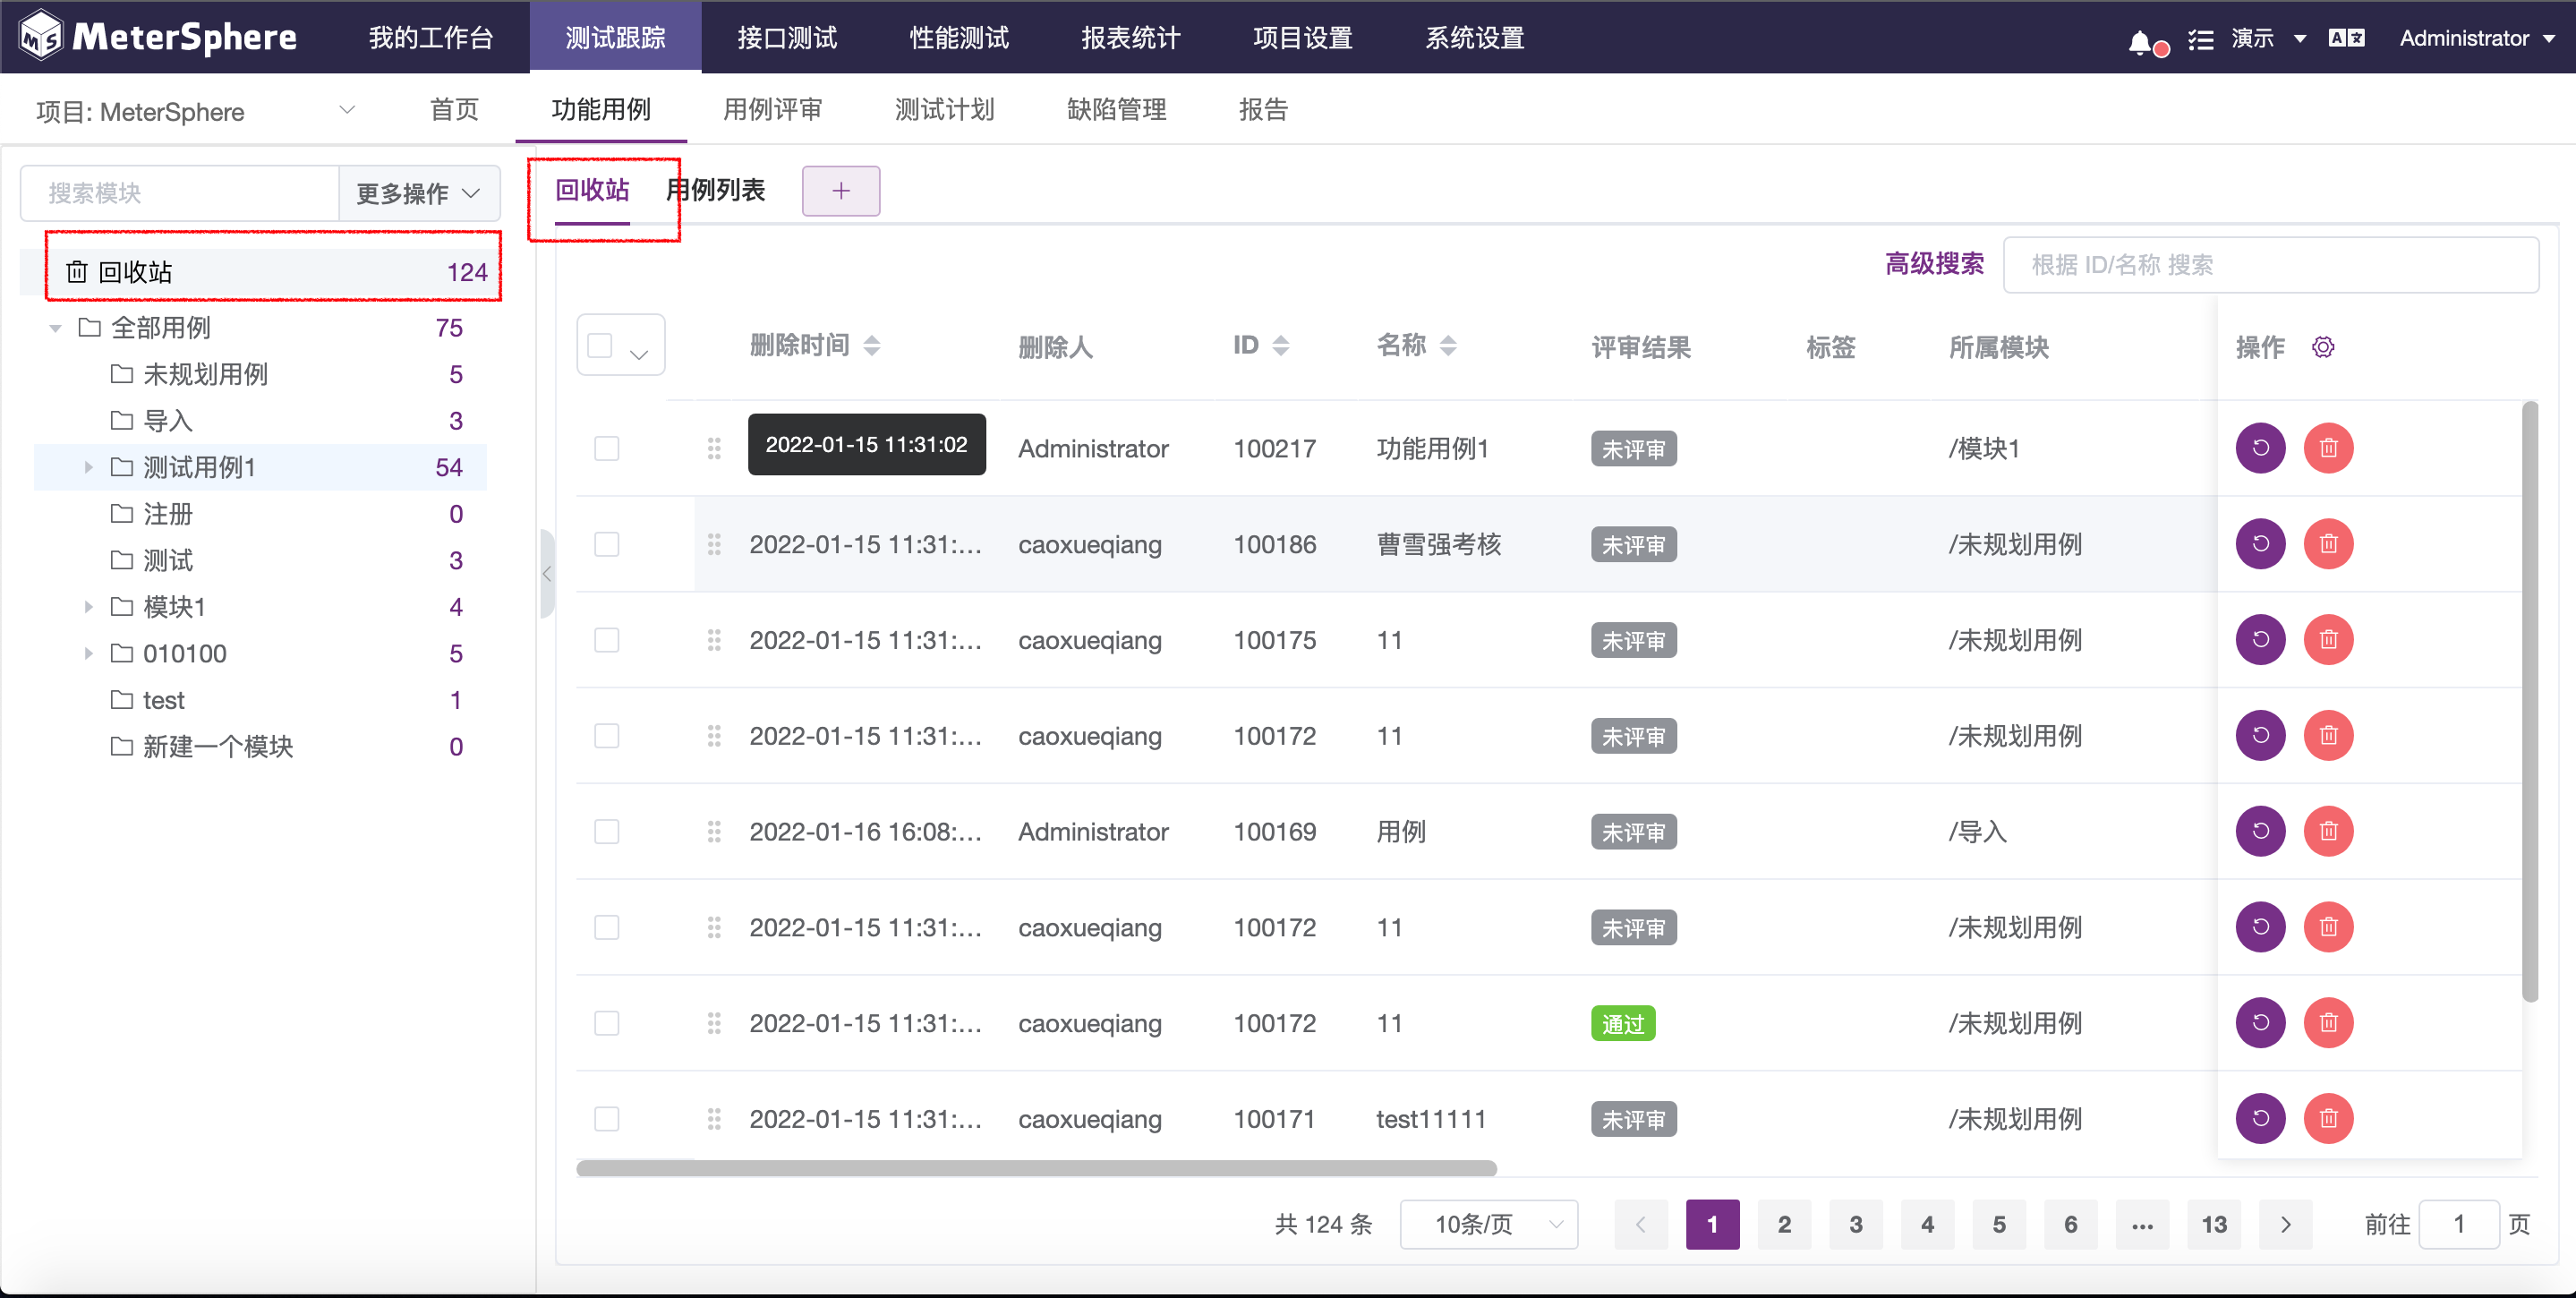 MeterSphere 我的工作台 测试跟踪 接口测试 性能测试 报表统计 项目设置 系统设置 演示 Administrator
项目: MeterSphere 首页 功能用例 用例评审 测试计划 缺陷管理 报告
搜索模块 更多操作
回收站 124
全部用例 75
未规划用例 5
导入 3
测试用例1 54
注册 0
测试 3
模块1 4
010100 5
test 1
新建一个模块 0
回收站 用例列表 +
高级搜索 根据 ID/名称 搜索
删除时间 删除人 ID 名称 评审结果 标签 所属模块 操作
2022-01-15 11:31:02 Administrator 100217 功能用例1 未评审 /模块1
2022-01-15 11:31:... caoxueqiang 100186 曹雪强考核 未评审 /未规划用例
2022-01-15 11:31:... caoxueqiang 100175 11 未评审 /未规划用例
2022-01-15 11:31:... caoxueqiang 100172 11 未评审 /未规划用例
2022-01-16 16:08:... Administrator 100169 用例 未评审 /导入
2022-01-15 11:31:... caoxueqiang 100172 11 未评审 /未规划用例
2022-01-15 11:31:... caoxueqiang 100172 11 通过 /未规划用例
2022-01-15 11:31:... caoxueqiang 100171 test11111 未评审 /未规划用例
共 124 条 10条/页 1 2 3 4 5 6 ... 13 前往 1 页